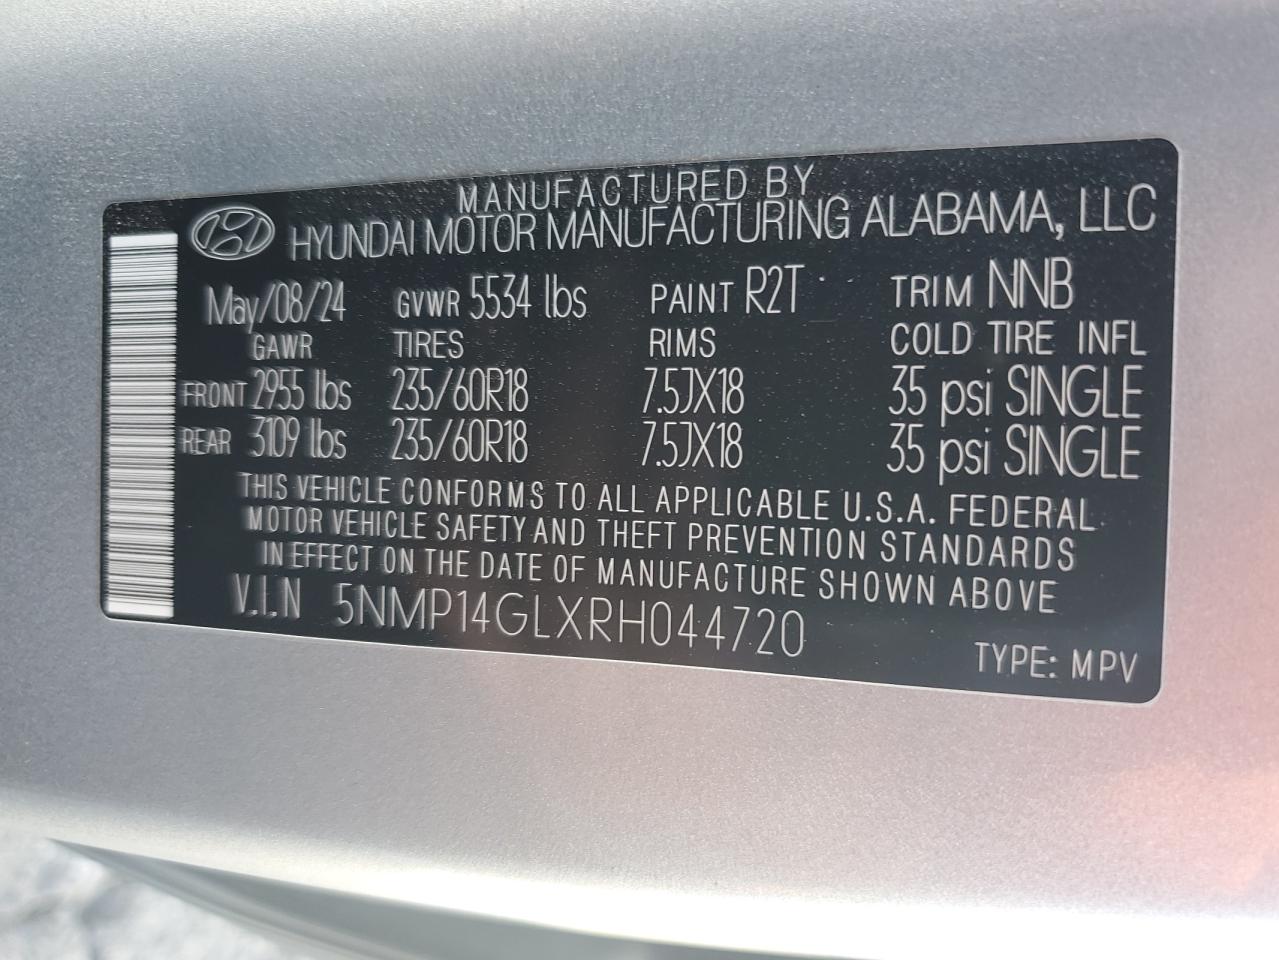 MANUFACTURED BY
HYUNDAI MOTOR MANUFACTURING ALABAMA, LLC
May/08/24 GVWR 5534 lbs PAINT R2T TRIM NNB
GAWR TIRES RIMS COLD TIRE INFL
FRONT 2955 lbs 235/60R18 7.5JX18 35 psi SINGLE
REAR 3109 lbs 235/60R18 7.5JX18 35 psi SINGLE
THIS VEHICLE CONFORMS TO ALL APPLICABLE U.S.A. FEDERAL
MOTOR VEHICLE SAFETY AND THEFT PREVENTION STANDARDS
IN EFFECT ON THE DATE OF MANUFACTURE SHOWN ABOVE
V.I.N 5NMP14GLXRH044720
TYPE: MPV